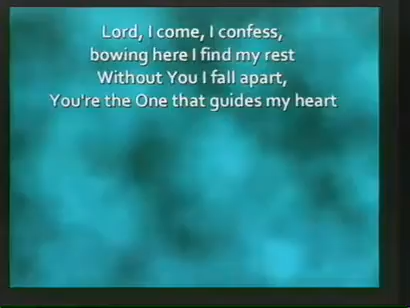 Lord, I come, I confess,
bowing here I find my rest
Without You I fall apart,
You're the One that guides my heart